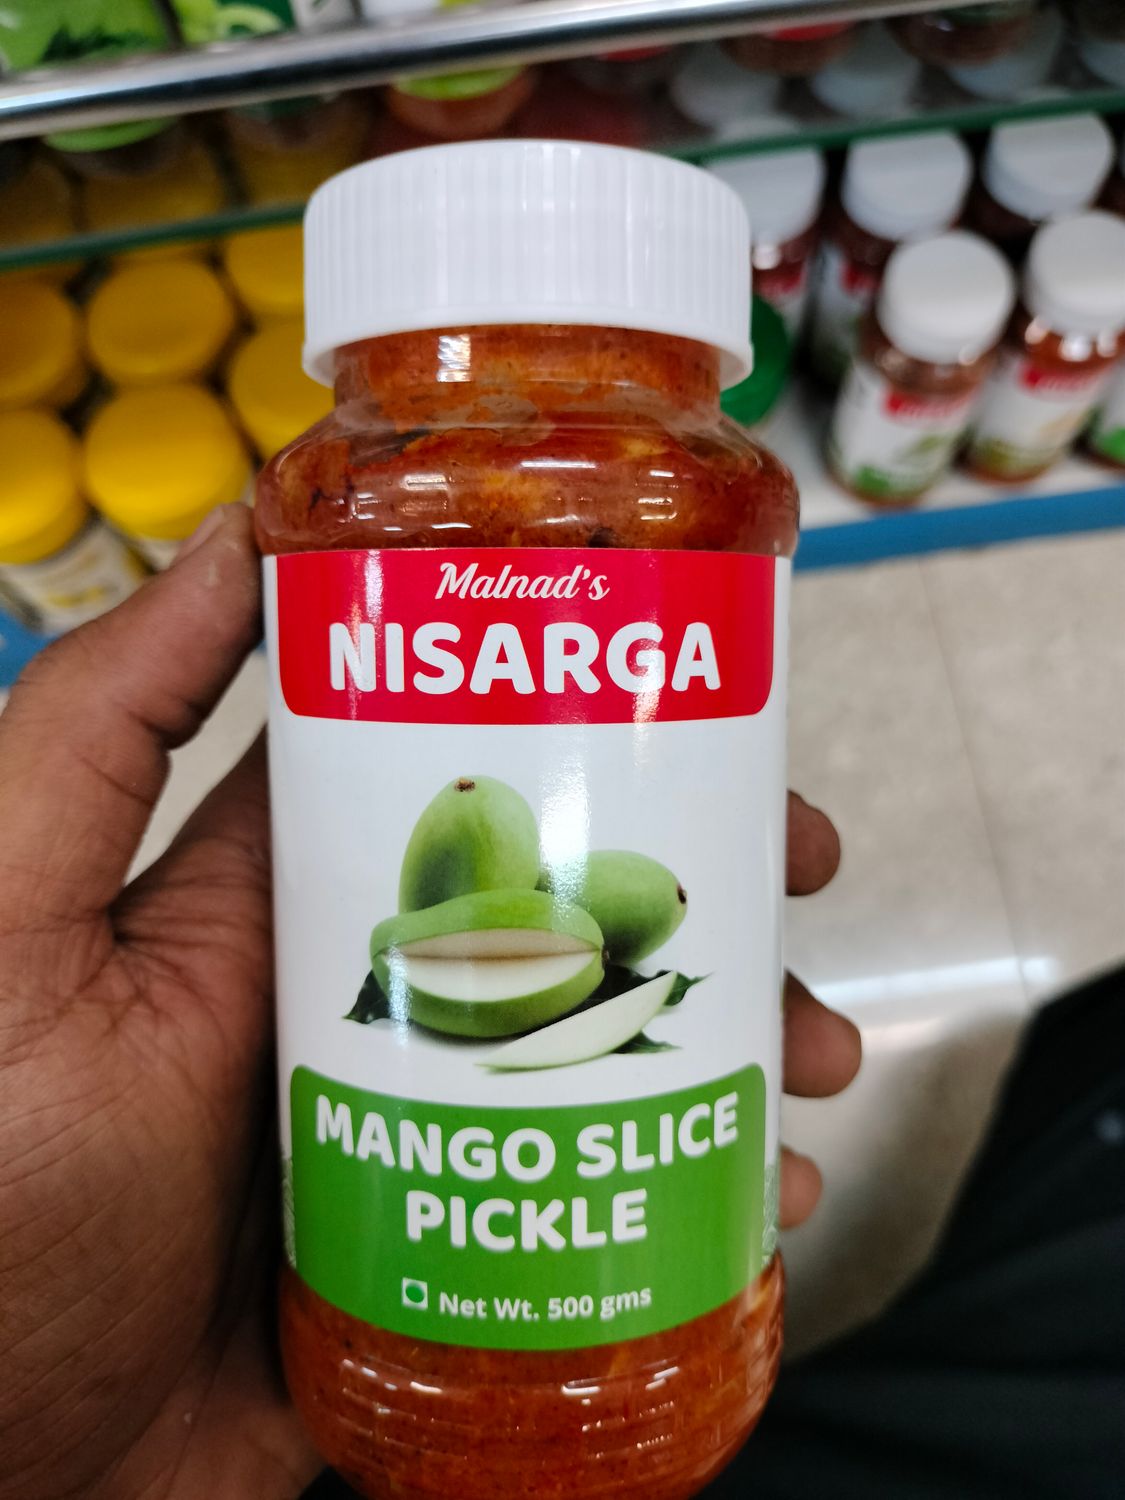 Malnad's
NISARGA
MANGO SLICE
PICKLE
Net Wt. 500 gms